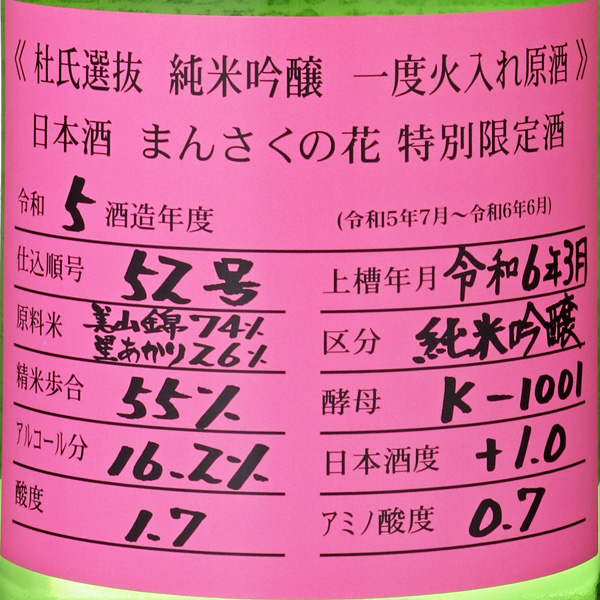 《杜氏選抜 純米吟醸 一度火入れ原酒》
日本酒 まんさくの花 特別限定酒
令和 5 酒造年度 (令和5年7月～令和6年6月)
仕込順号 52号
上槽年月 令和6年3月
原料米 美山錦74%
星あかり26%
区分 純米吟醸
精米歩合 55%
酵母 K-1001
アルコール分 16.2%
日本酒度 +1.0
酸度 1.7
アミノ酸度 0.7